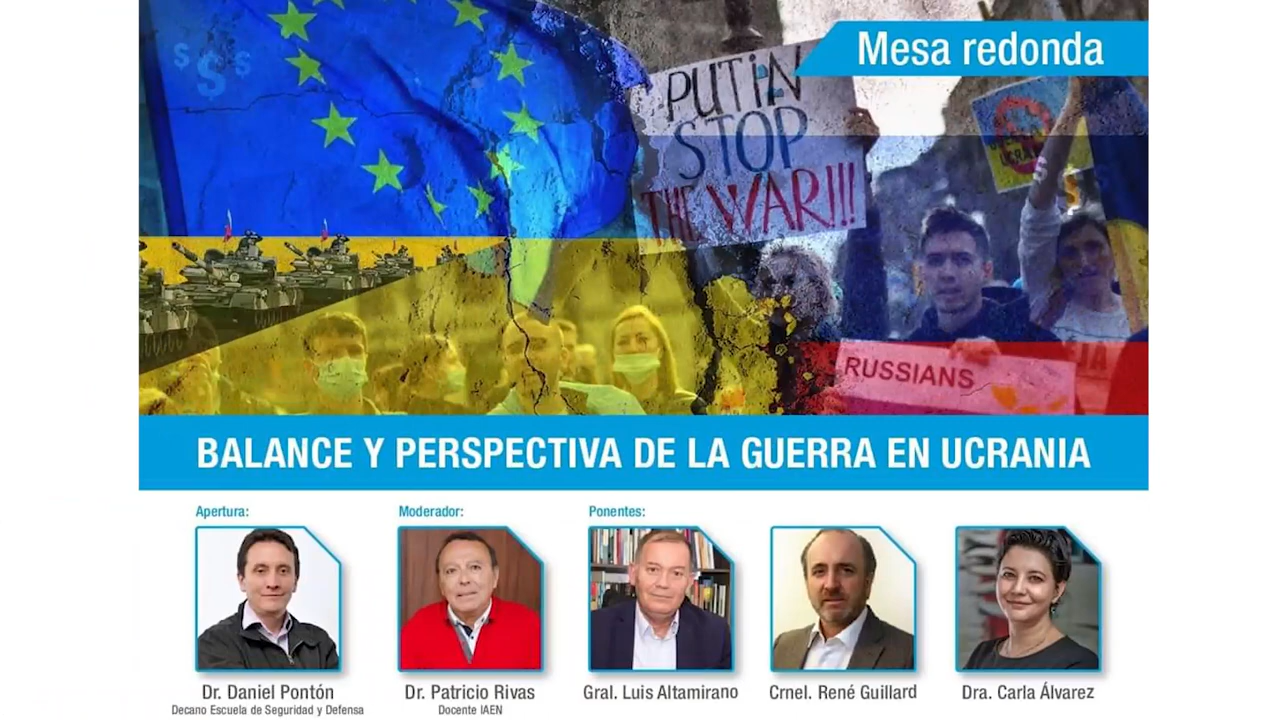 Mesa redonda
$ $ $
PUTIN
STOP
THE WAR!!!
RUSSIANS
BALANCE Y PERSPECTIVA DE LA GUERRA EN UCRANIA
Apertura:
Moderador:
Ponentes:
Dr. Daniel Pontón
Decano Escuela de Seguridad y Defensa
Dr. Patricio Rivas
Docente IAEN
Gral. Luis Altamirano
Crnel. René Guillard
Dra. Carla Álvarez